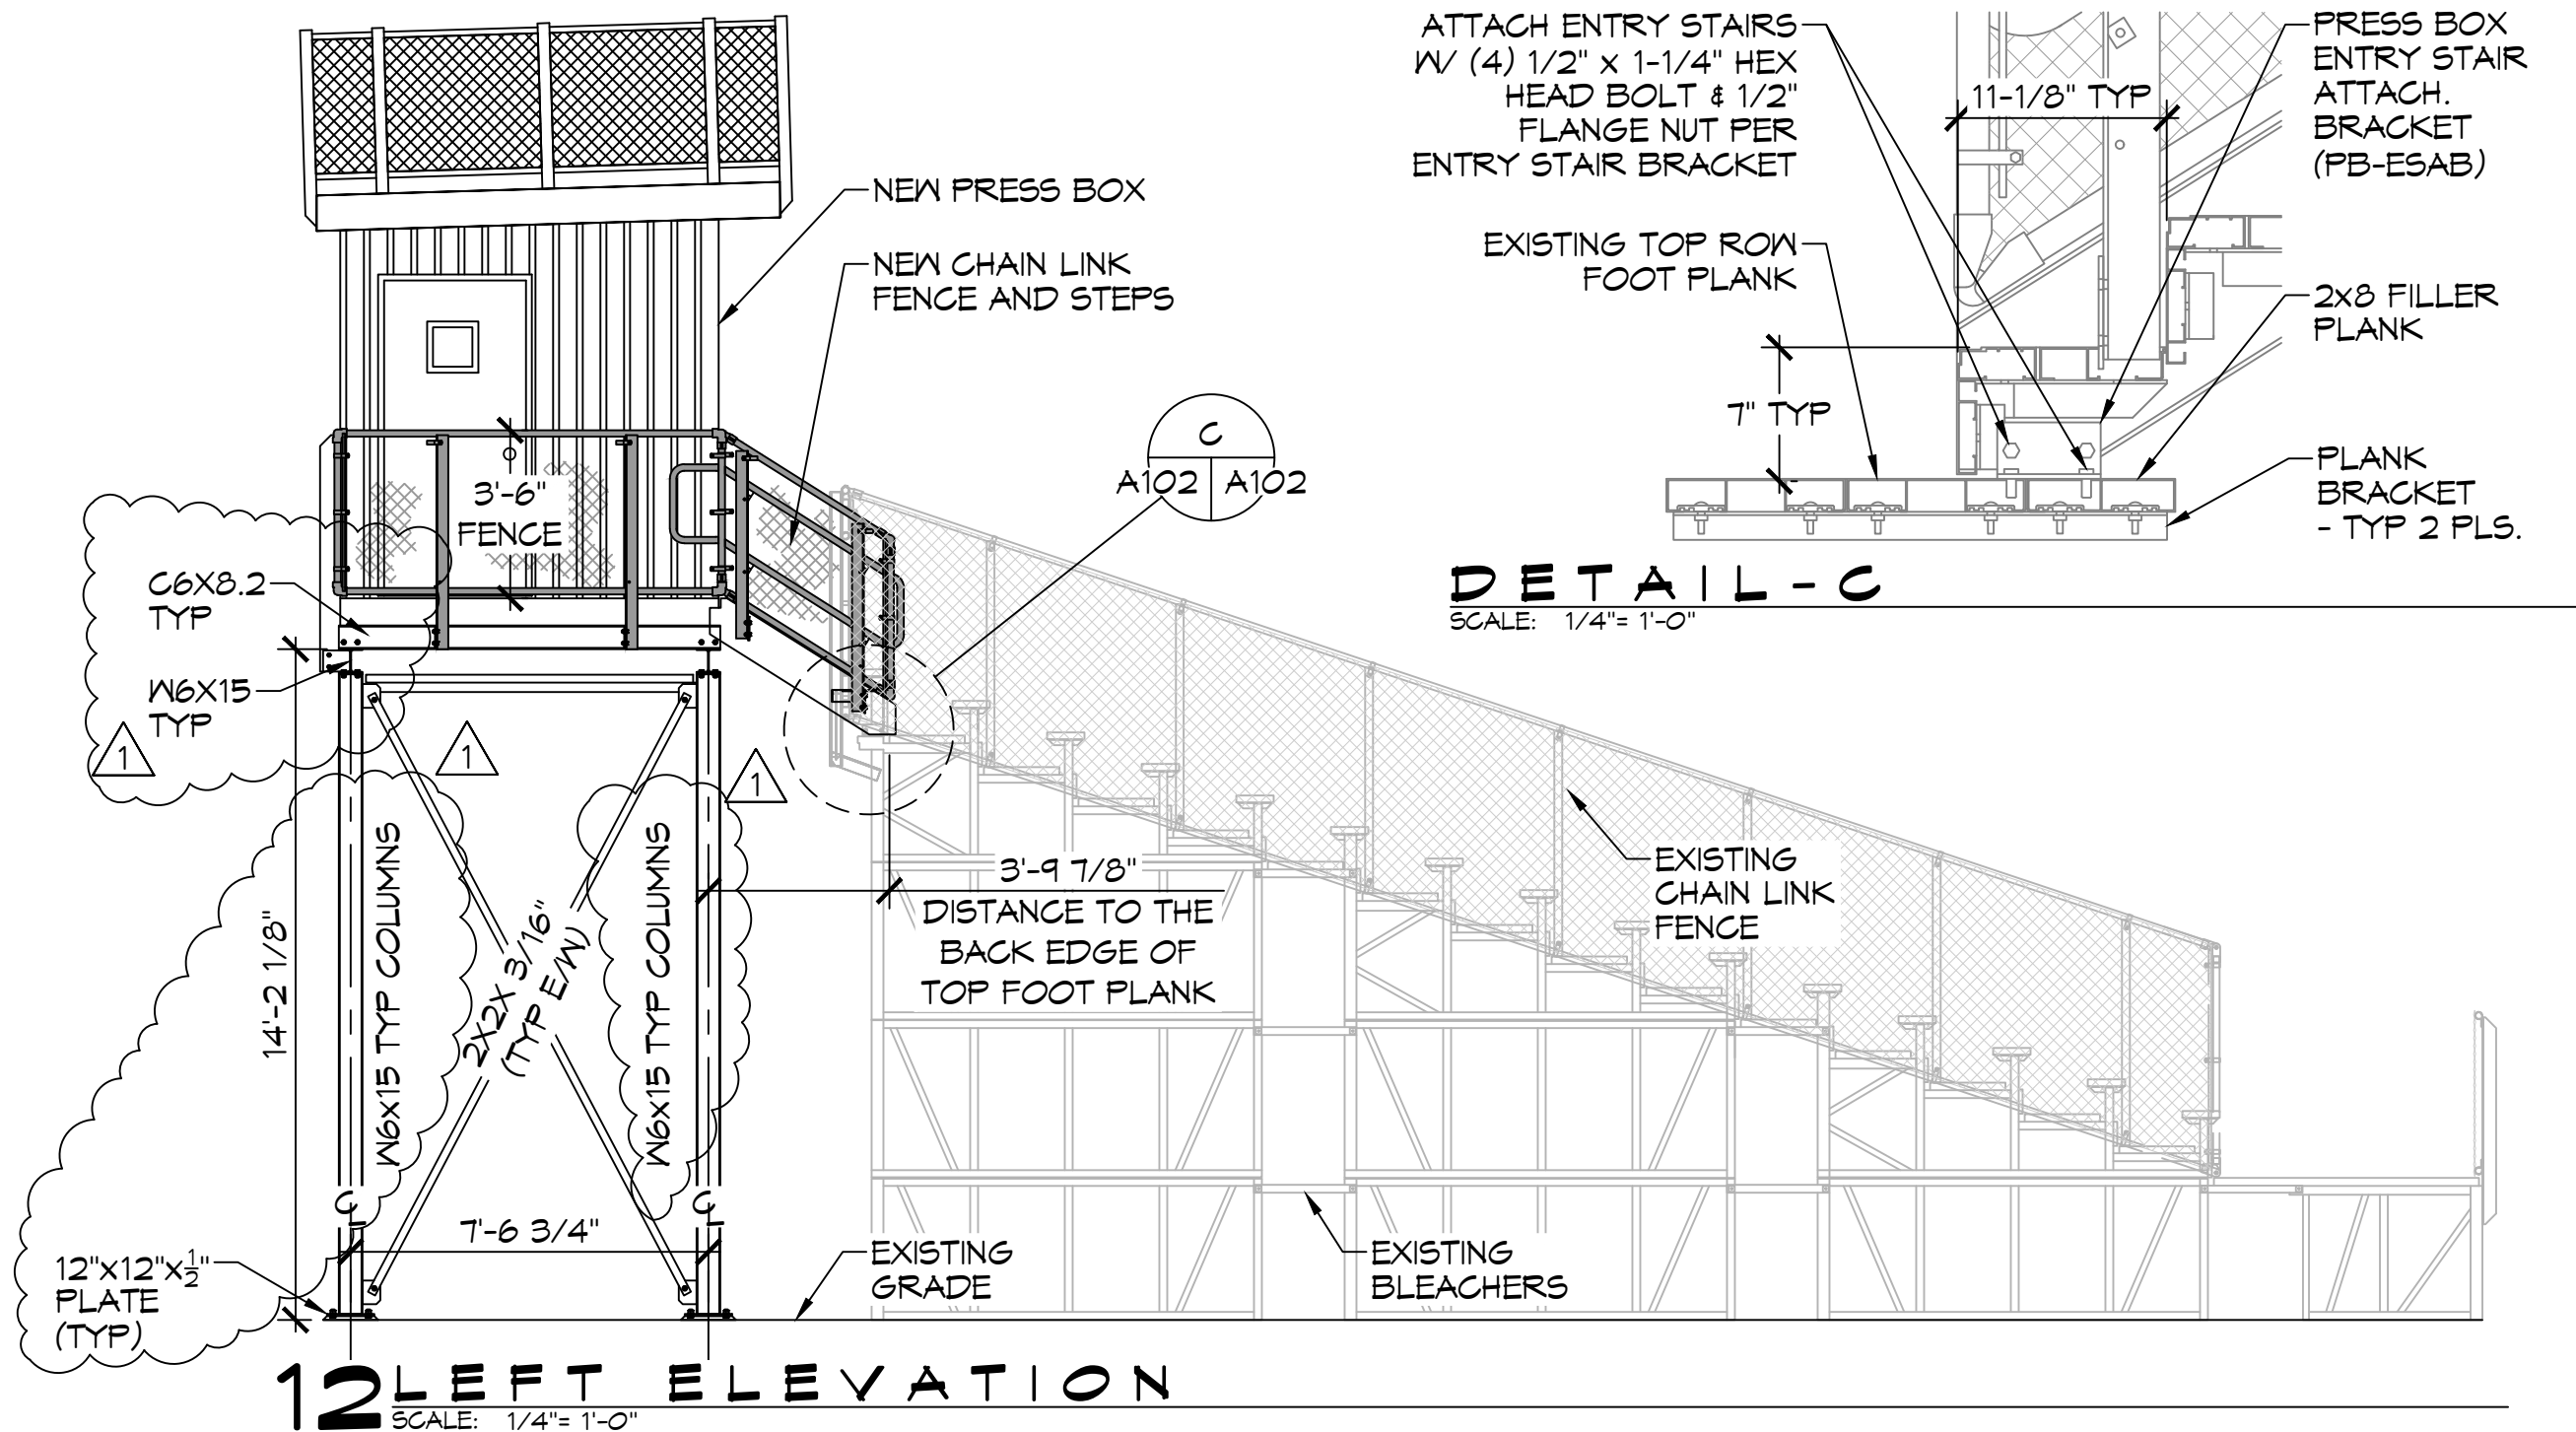 ATTACH ENTRY STAIRS
W/ (4) 1/2" x 1-1/4" HEX
HEAD BOLT & 1/2"
FLANGE NUT PER
ENTRY STAIR BRACKET
PRESS BOX
ENTRY STAIR
ATTACH.
BRACKET
(PB-ESAB)
11-1/8" TYP
NEW PRESS BOX
EXISTING TOP ROW
FOOT PLANK
NEW CHAIN LINK
FENCE AND STEPS
2x8 FILLER
PLANK
7" TYP
C
A102
A102
PLANK
BRACKET
- TYP 2 PLS.
3'-6"
FENCE
DETAIL-C
SCALE: 1/4"= 1'-0"
C6X8.2
TYP
W6X15
TYP
1
1
1
W6x15 TYP COLUMNS
W6x15 TYP COLUMNS
2X2X 3/16"
(TYP E/W)
14'-2 1/8"
3'-9 7/8"
DISTANCE TO THE
BACK EDGE OF
TOP FOOT PLANK
EXISTING
CHAIN LINK
FENCE
CL
CL
7'-6 3/4"
12"x12"x1/2"
PLATE
(TYP)
EXISTING
GRADE
EXISTING
BLEACHERS
12 LEFT ELEVATION
SCALE: 1/4"= 1'-0"